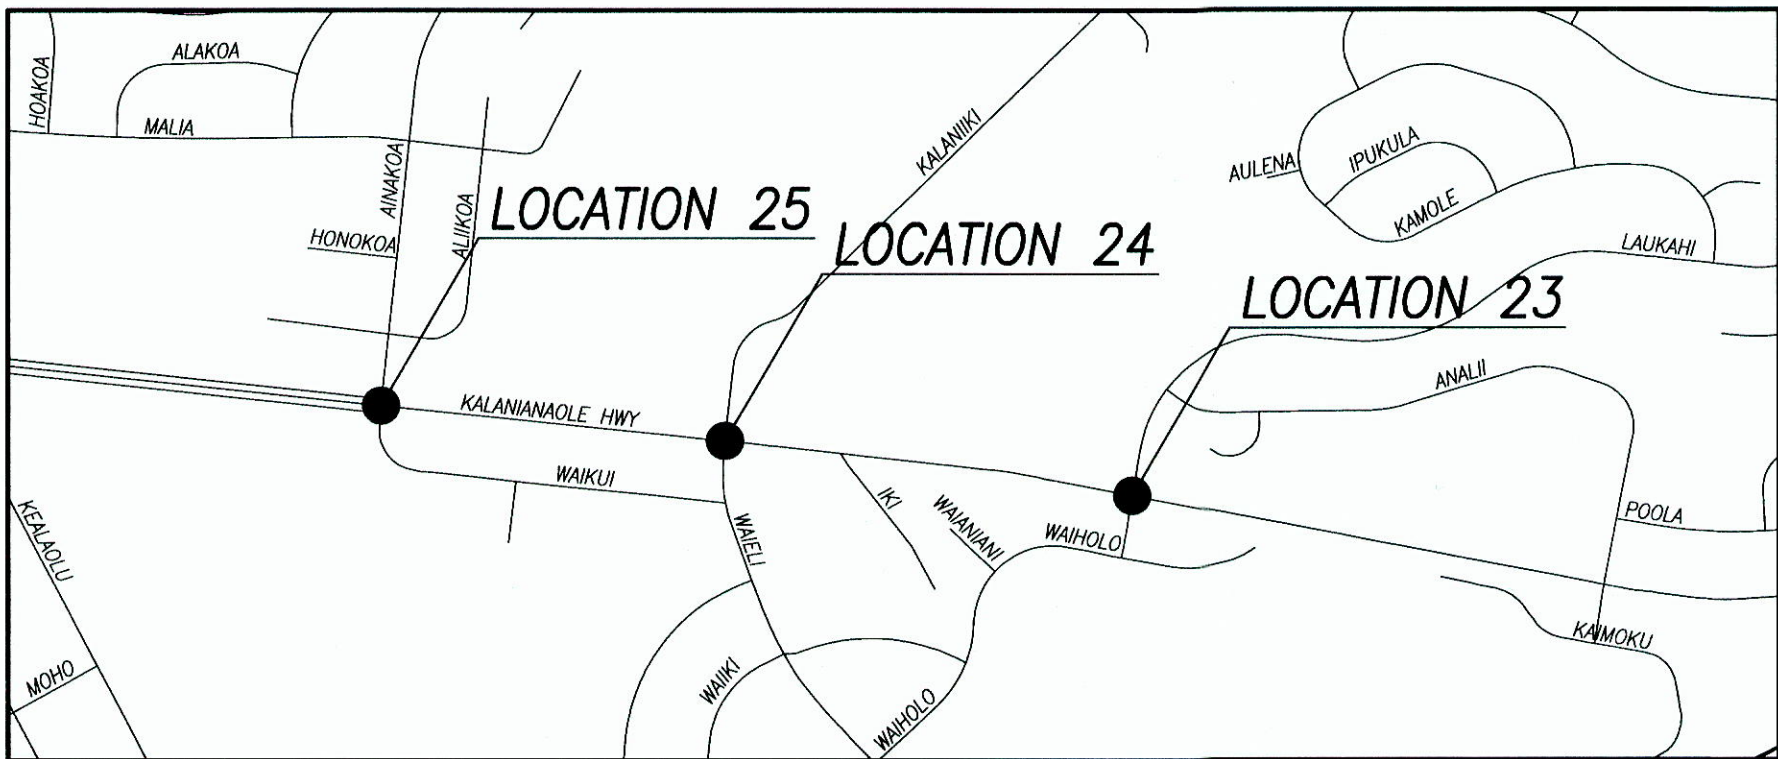 ALAKOA
HOAKOA
MALIA
KALANIIKI
IPUKULA
AULENA
AINAKOA
LOCATION 25
KAMOLE
ALIIKOA
HONOKOA
LOCATION 24
LAUKAHI
LOCATION 23
ANALII
KALANIANAOLE HWY
WAIKUI
IKI
WAIANIANI
POOLA
KEALAOLU
WAIELI
WAIHOLO
KAIMOKU
MOHO
WAIIKI
WAIHOLO